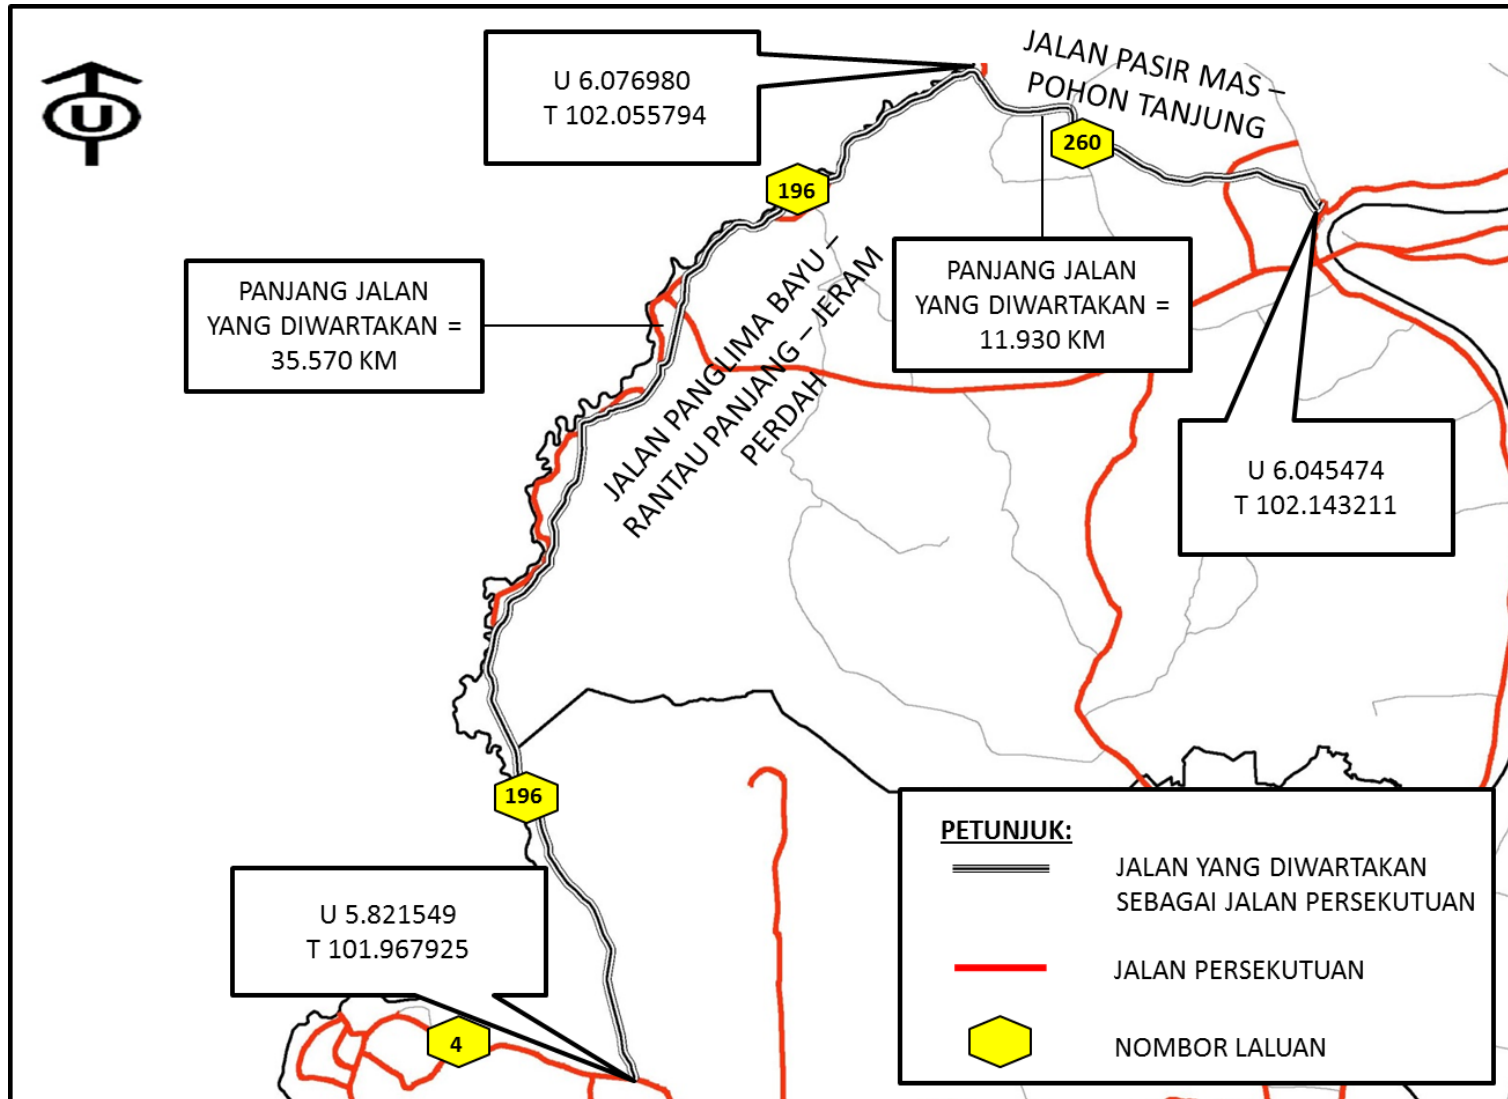 U
U 6.076980
T 102.055794
JALAN PASIR MAS –
POHON TANJUNG
260
196
PANJANG JALAN
YANG DIWARTAKAN =
35.570 KM
PANJANG JALAN
YANG DIWARTAKAN =
11.930 KM
JALAN PANGLIMA BAYU –
RANTAU PANJANG – JERAM
PERDAH
U 6.045474
T 102.143211
196
U 5.821549
T 101.967925
4
PETUNJUK:
JALAN YANG DIWARTAKAN
SEBAGAI JALAN PERSEKUTUAN
JALAN PERSEKUTUAN
NOMBOR LALUAN